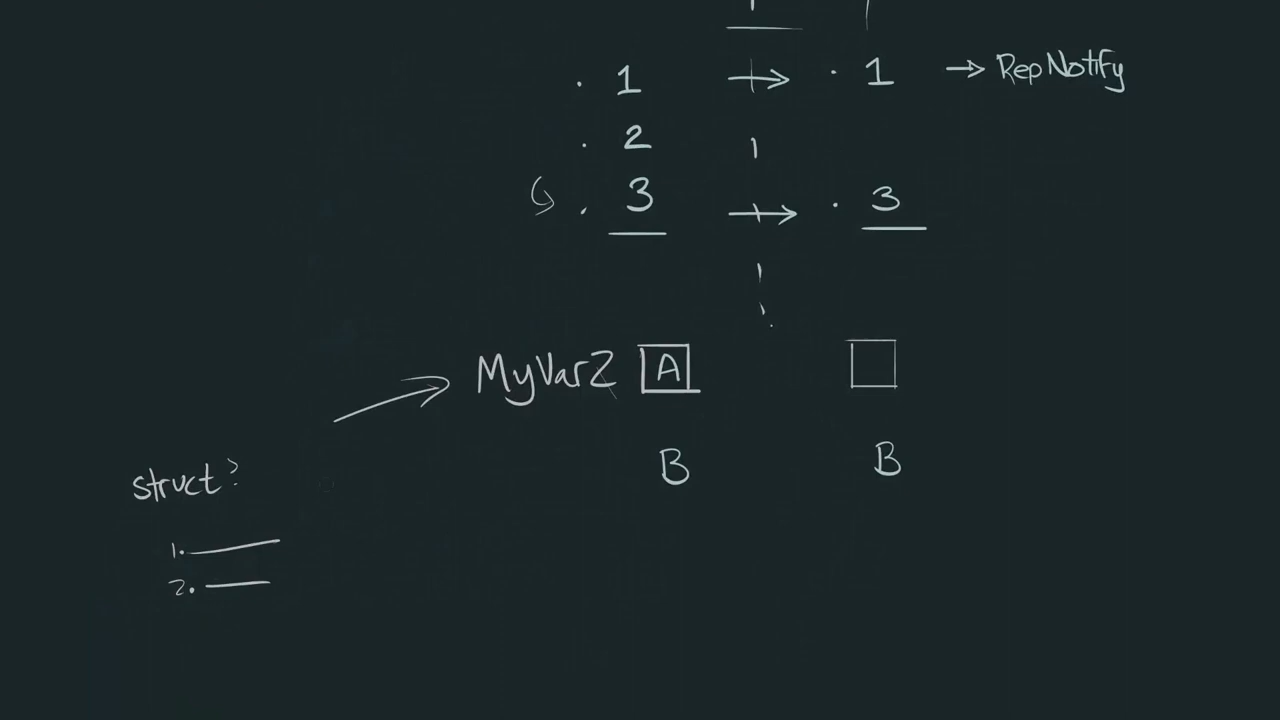 1 → 1 → RepNotify
2
3 → 3
MyVar2 A
B B
struct?
1.
2.